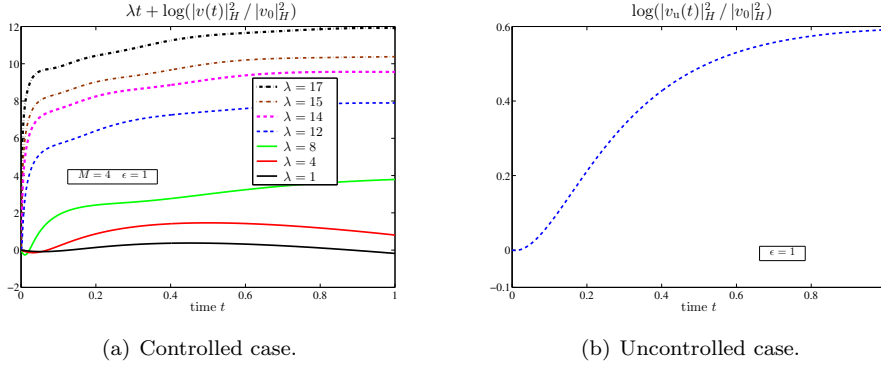 λt + log(|v(t)|²_H / |v₀|²_H)
12
10
8
6
4
2
0
−2
0
0.2
0.4
0.6
0.8
1
time t
M = 4 ϵ = 1
λ = 17
λ = 15
λ = 14
λ = 12
λ = 8
λ = 4
λ = 1
(a) Controlled case.
log(|v_u(t)|²_H / |v₀|²_H)
0.6
0.4
0.2
0
−0.1
0
0.2
0.4
0.6
0.8
time t
ϵ = 1
(b) Uncontrolled case.